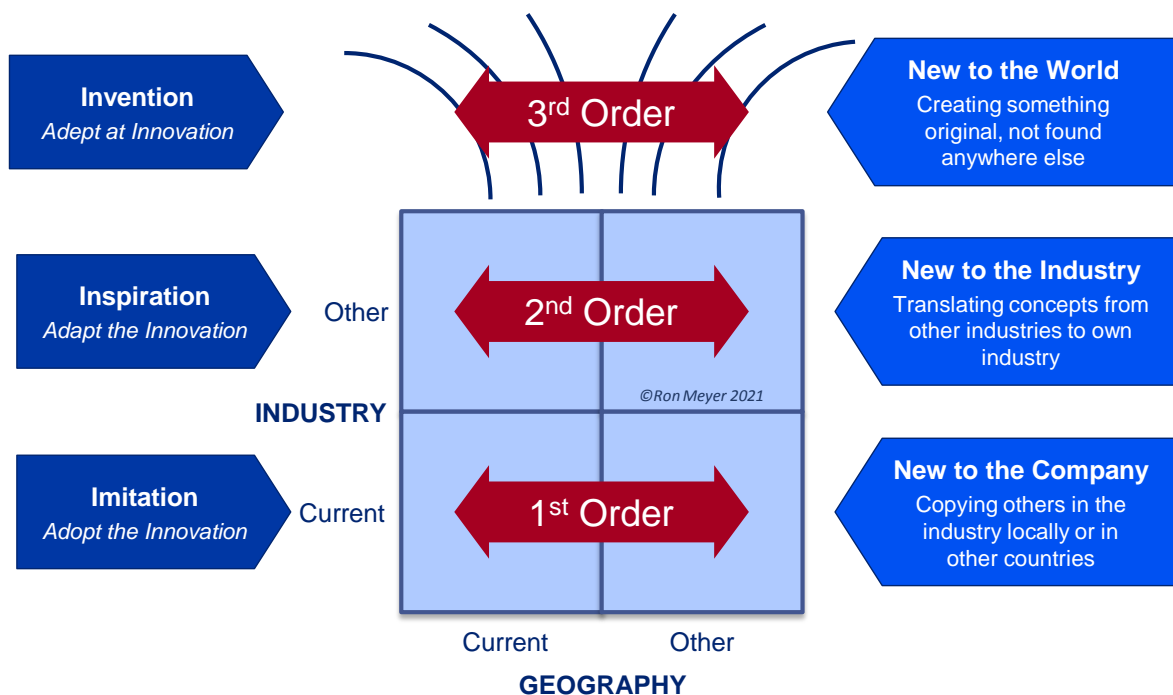 Invention
Adept at Innovation
3rd Order
New to the World
Creating something
original, not found
anywhere else
Inspiration
Adapt the Innovation
Other
2nd Order
New to the Industry
Translating concepts from
other industries to own
industry
©Ron Meyer 2021
INDUSTRY
Imitation
Adopt the Innovation
Current
1st Order
New to the Company
Copying others in the
industry locally or in
other countries
Current
Other
GEOGRAPHY